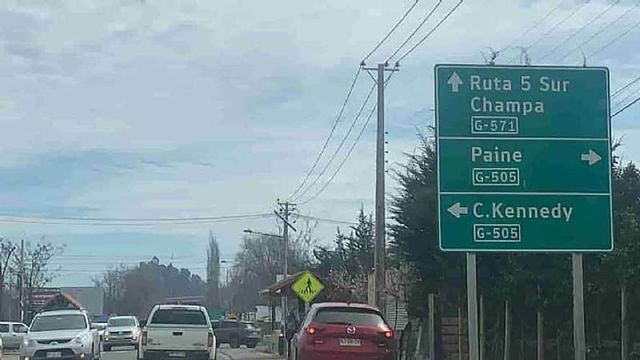 Ruta 5 Sur
Champa
G-571
Paine
G-505
C.Kennedy
G-505